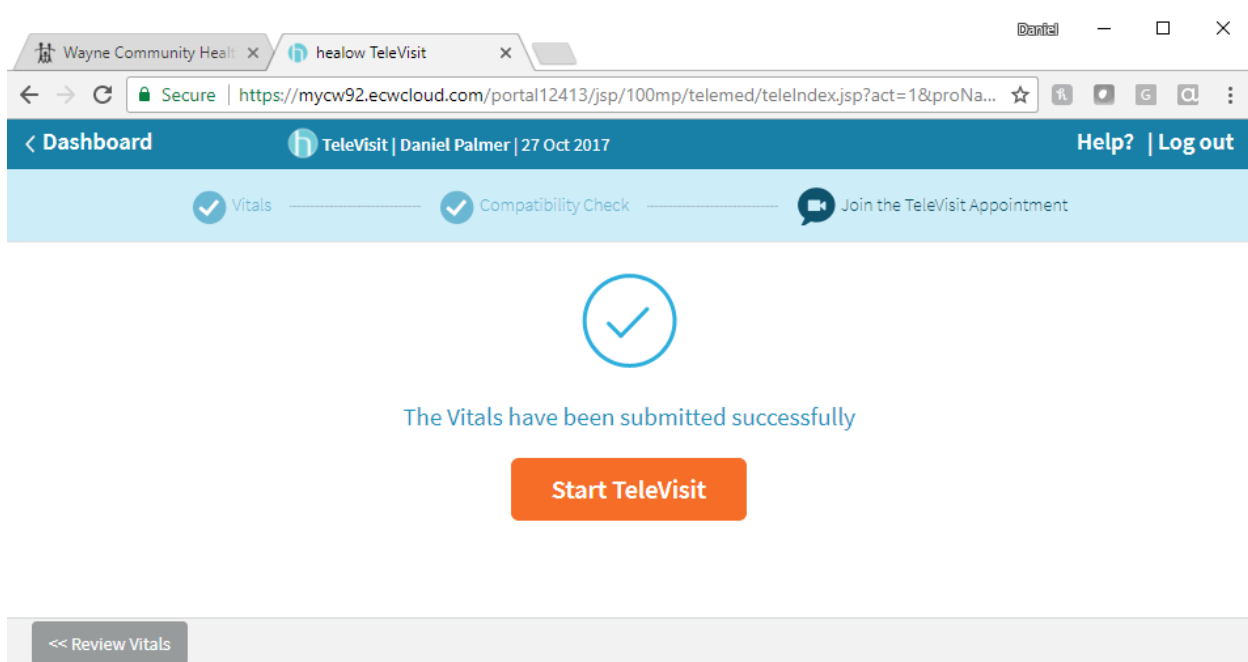 Daniel
Wayne Community Healt
healow TeleVisit
Secure | https://mycw92.ecwcloud.com/portal12413/jsp/100mp/telemed/teleIndex.jsp?act=1&proNa...
< Dashboard
TeleVisit | Daniel Palmer | 27 Oct 2017
Help? | Log out
Vitals
Compatibility Check
Join the TeleVisit Appointment
The Vitals have been submitted successfully
Start TeleVisit
<< Review Vitals